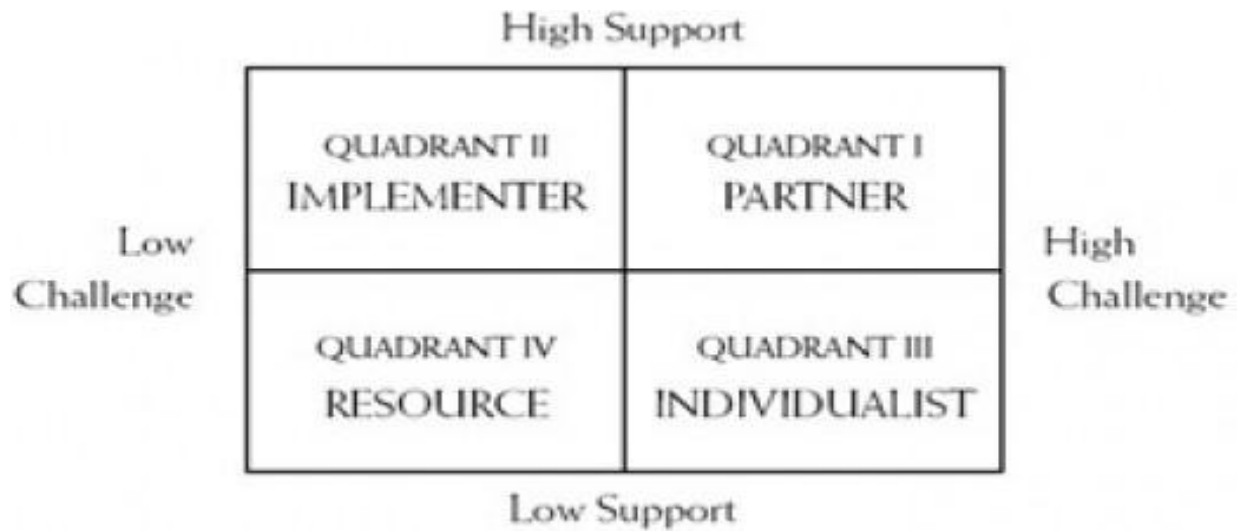 High Support
QUADRANT II
IMPLEMENTER
QUADRANT I
PARTNER
Low
Challenge
High
Challenge
QUADRANT IV
RESOURCE
QUADRANT III
INDIVIDUALIST
Low Support